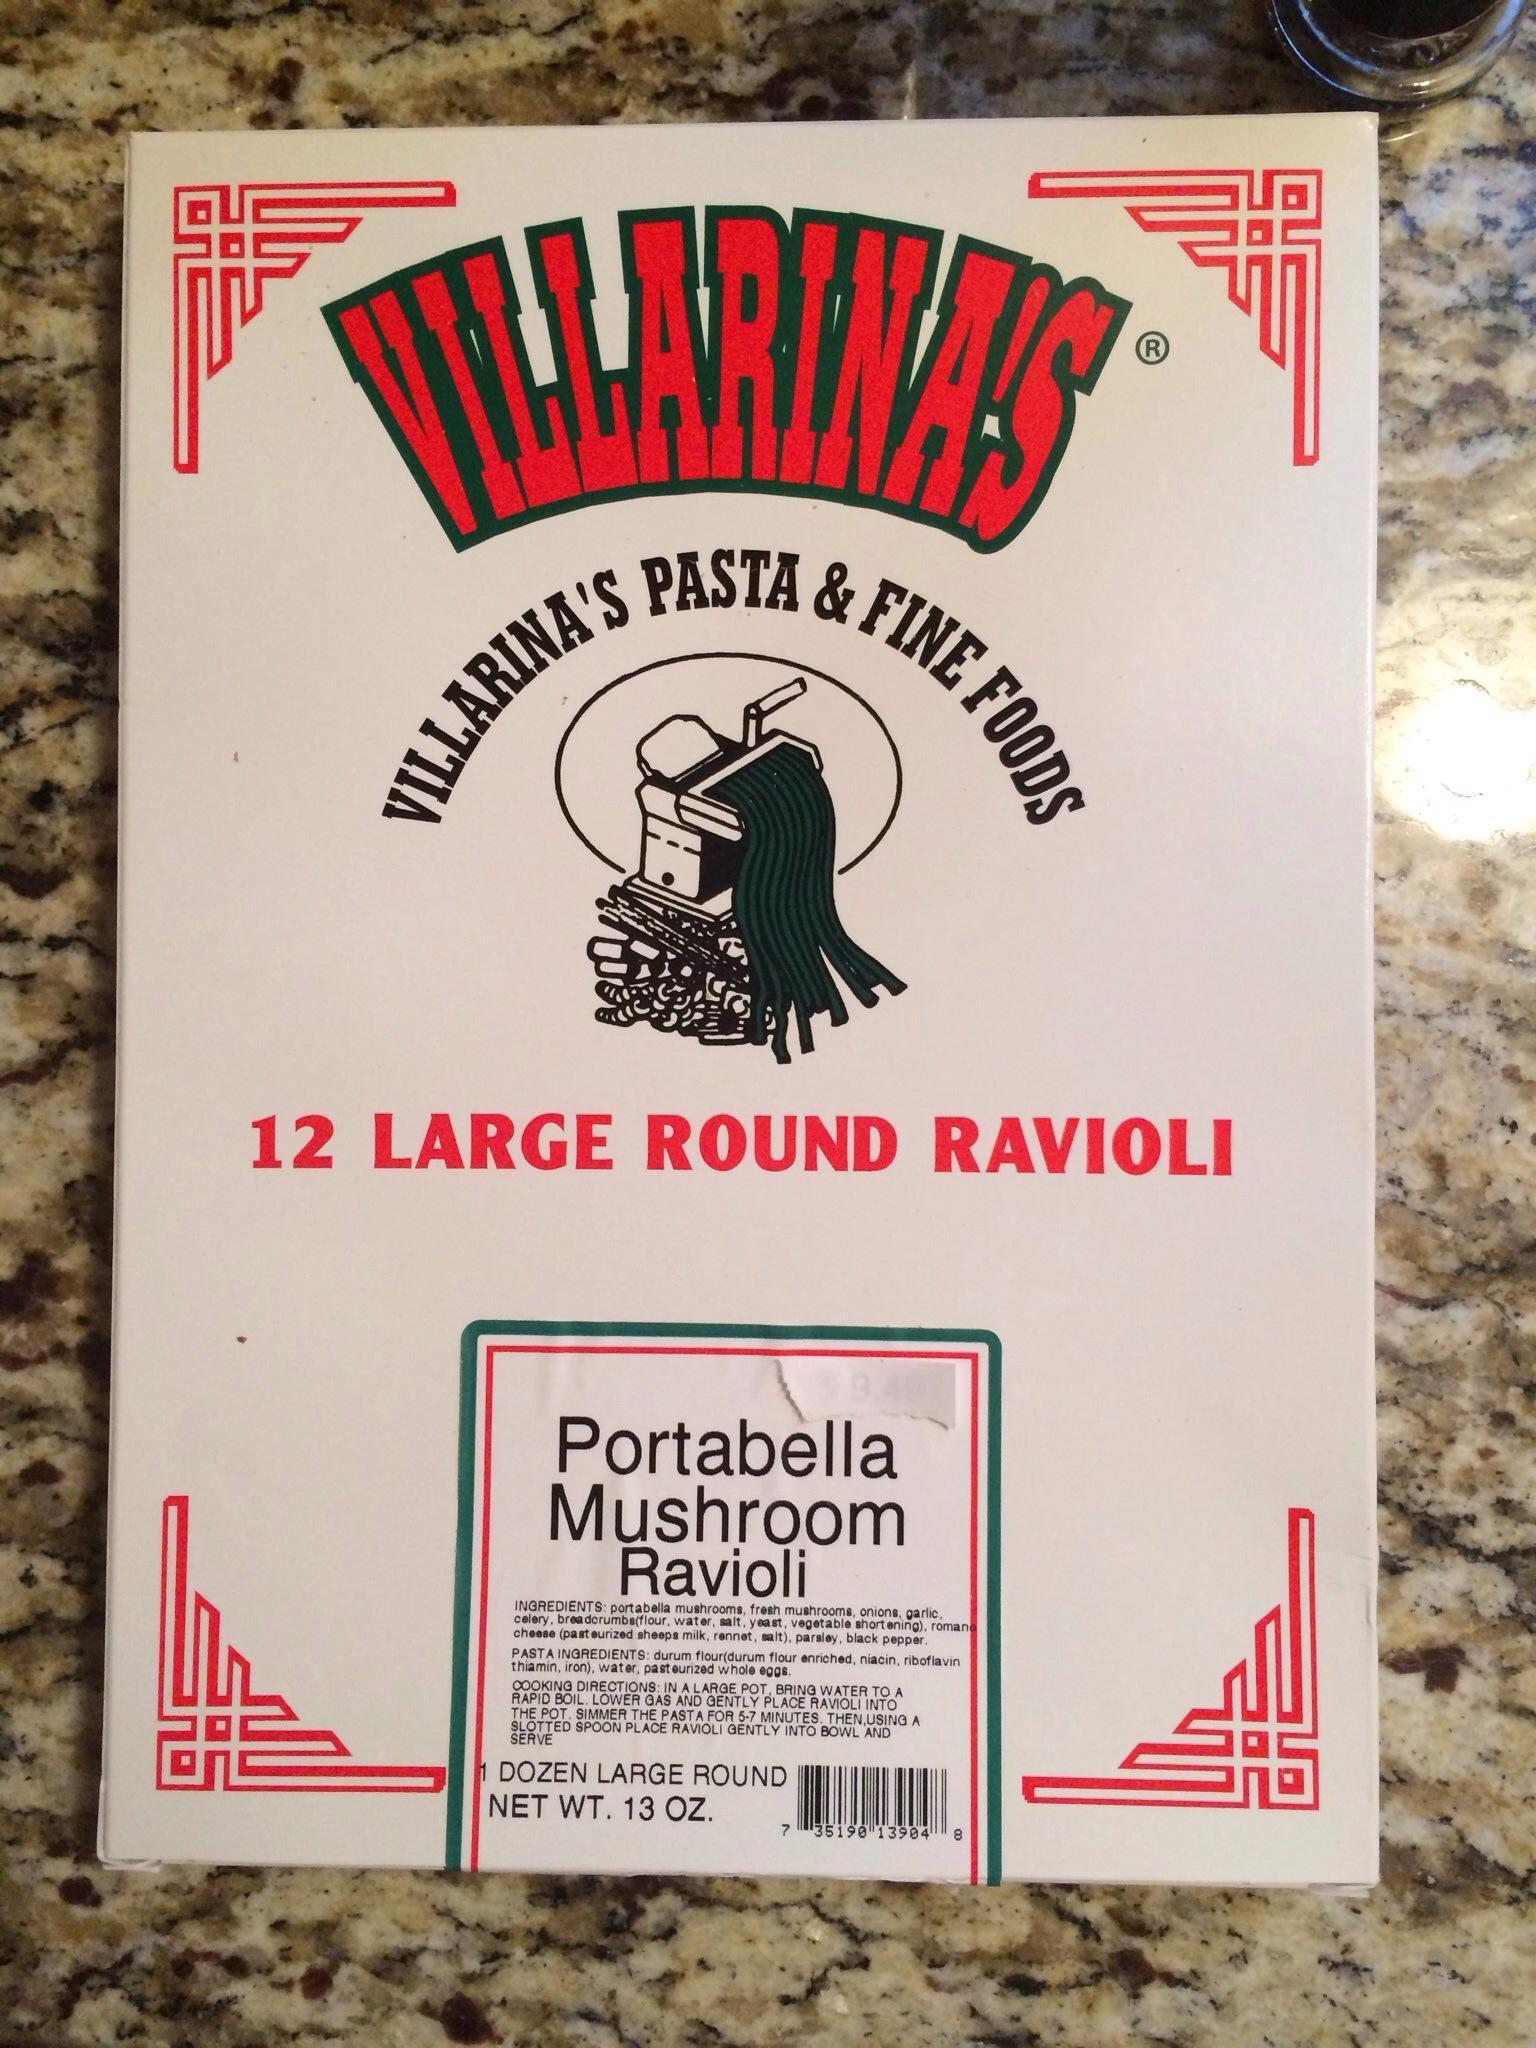 VILLARINA'S ®
VILLARINA'S PASTA & FINE FOODS
12 LARGE ROUND RAVIOLI
Portabella
Mushroom
Ravioli
INGREDIENTS: portabella mushrooms, fresh mushrooms, onions, garlic,
celery, breadcrumbs(flour, water, salt, yeast, vegetable shortening), romano
cheese (pasteurized sheeps milk, rennet, salt), parsley, black pepper.
PASTA INGREDIENTS: durum flour(durum flour enriched, niacin, riboflavin
thiamin, iron), water, pasteurized whole eggs.
COOKING DIRECTIONS: IN A LARGE POT, BRING WATER TO A
RAPID BOIL. LOWER GAS AND GENTLY PLACE RAVIOLI INTO
THE POT. SIMMER THE PASTA FOR 5-7 MINUTES. THEN,USING A
SLOTTED SPOON PLACE RAVIOLI GENTLY INTO BOWL AND
SERVE
1 DOZEN LARGE ROUND
NET WT. 13 OZ.
7 35190 13904 8